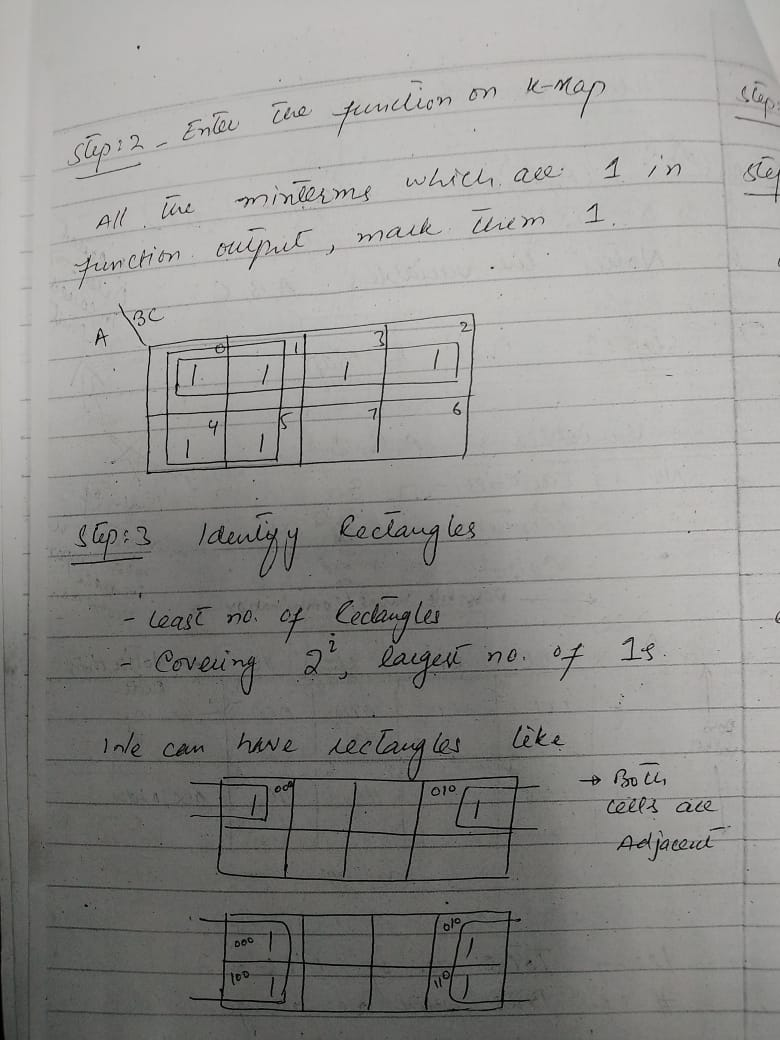 Step:2 - Enter the function on K-map
Step:
All the minterms which are 1 in
function output, mark them 1.
A \ BC
0 1 3 2
1 1 1 1
4 5 7 6
1 1
Step:3 Identify Rectangles
- Least no. of Rectangles
- Covering 2^i, largest no. of 1s.
We can have rectangles like
000 010
1 1
→ Both
cells are
Adjacent
000 1 010 1
100 1 110 1